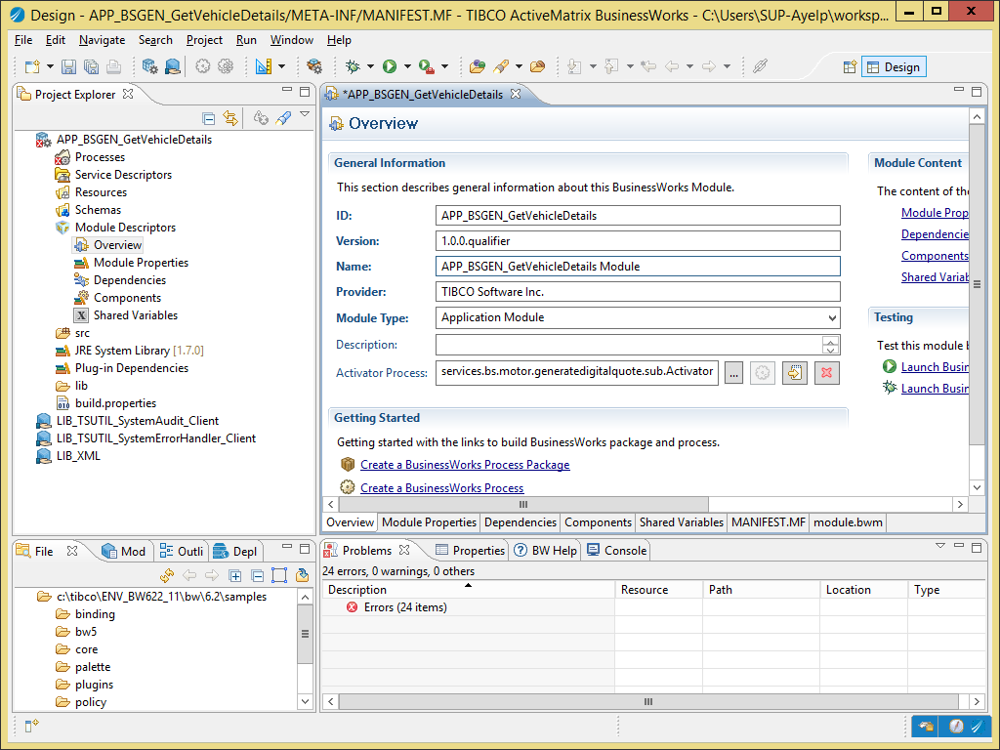 Design - APP_BSGEN_GetVehicleDetails/META-INF/MANIFEST.MF - TIBCO ActiveMatrix BusinessWorks - C:\Users\SUP-Ayelp\worksp...
File Edit Navigate Search Project Run Window Help
Design
Project Explorer
APP_BSGEN_GetVehicleDetails
Processes
Service Descriptors
Resources
Schemas
Module Descriptors
Overview
Module Properties
Dependencies
Components
X Shared Variables
src
JRE System Library [1.7.0]
Plug-in Dependencies
lib
build.properties
LIB_TSUTIL_SystemAudit_Client
LIB_TSUTIL_SystemErrorHandler_Client
LIB_XML
*APP_BSGEN_GetVehicleDetails
Overview
General Information
This section describes general information about this BusinessWorks Module.
ID: APP_BSGEN_GetVehicleDetails
Version: 1.0.0.qualifier
Name: APP_BSGEN_GetVehicleDetails Module
Provider: TIBCO Software Inc.
Module Type: Application Module
Description:
Activator Process: services.bs.motor.generatedigitalquote.sub.Activator ...
Getting Started
Getting started with the links to build BusinessWorks package and process.
Create a BusinessWorks Process Package
Create a BusinessWorks Process
Module Content
The content of the
Module Prop
Dependencie
Components
Shared Variab
Testing
Test this module b
Launch Busin
Launch Busin
Overview Module Properties Dependencies Components Shared Variables MANIFEST.MF module.bwm
File Mod Outli Depl
c:\tibco\ENV_BW622_11\bw\6.2\samples
binding
bw5
core
palette
plugins
policy
Problems Properties BW Help Console
24 errors, 0 warnings, 0 others
Description Resource Path Location Type
Errors (24 items)